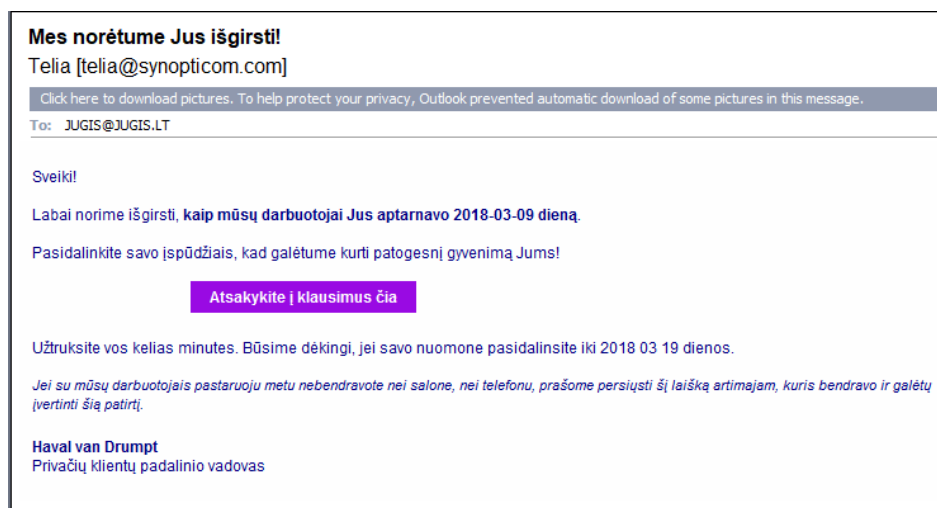 Mes norėtume Jus išgirsti!
Telia [telia@synopticom.com]
Click here to download pictures. To help protect your privacy, Outlook prevented automatic download of some pictures in this message.
To: JUGIS@JUGIS.LT
Sveiki!
Labai norime išgirsti, kaip mūsų darbuotojai Jus aptarnavo 2018-03-09 dieną.
Pasidalinkite savo įspūdžiais, kad galėtume kurti patogesnį gyvenimą Jums!
Atsakykite į klausimus čia
Užtruksite vos kelias minutes. Būsime dėkingi, jei savo nuomone pasidalinsite iki 2018 03 19 dienos.
Jei su mūsų darbuotojais pastaruoju metu nebendravote nei salone, nei telefonu, prašome persiųsti šį laišką artimajam, kuris bendravo ir galėtų
įvertinti šią patirtį.
Haval van Drumpt
Privačių klientų padalinio vadovas